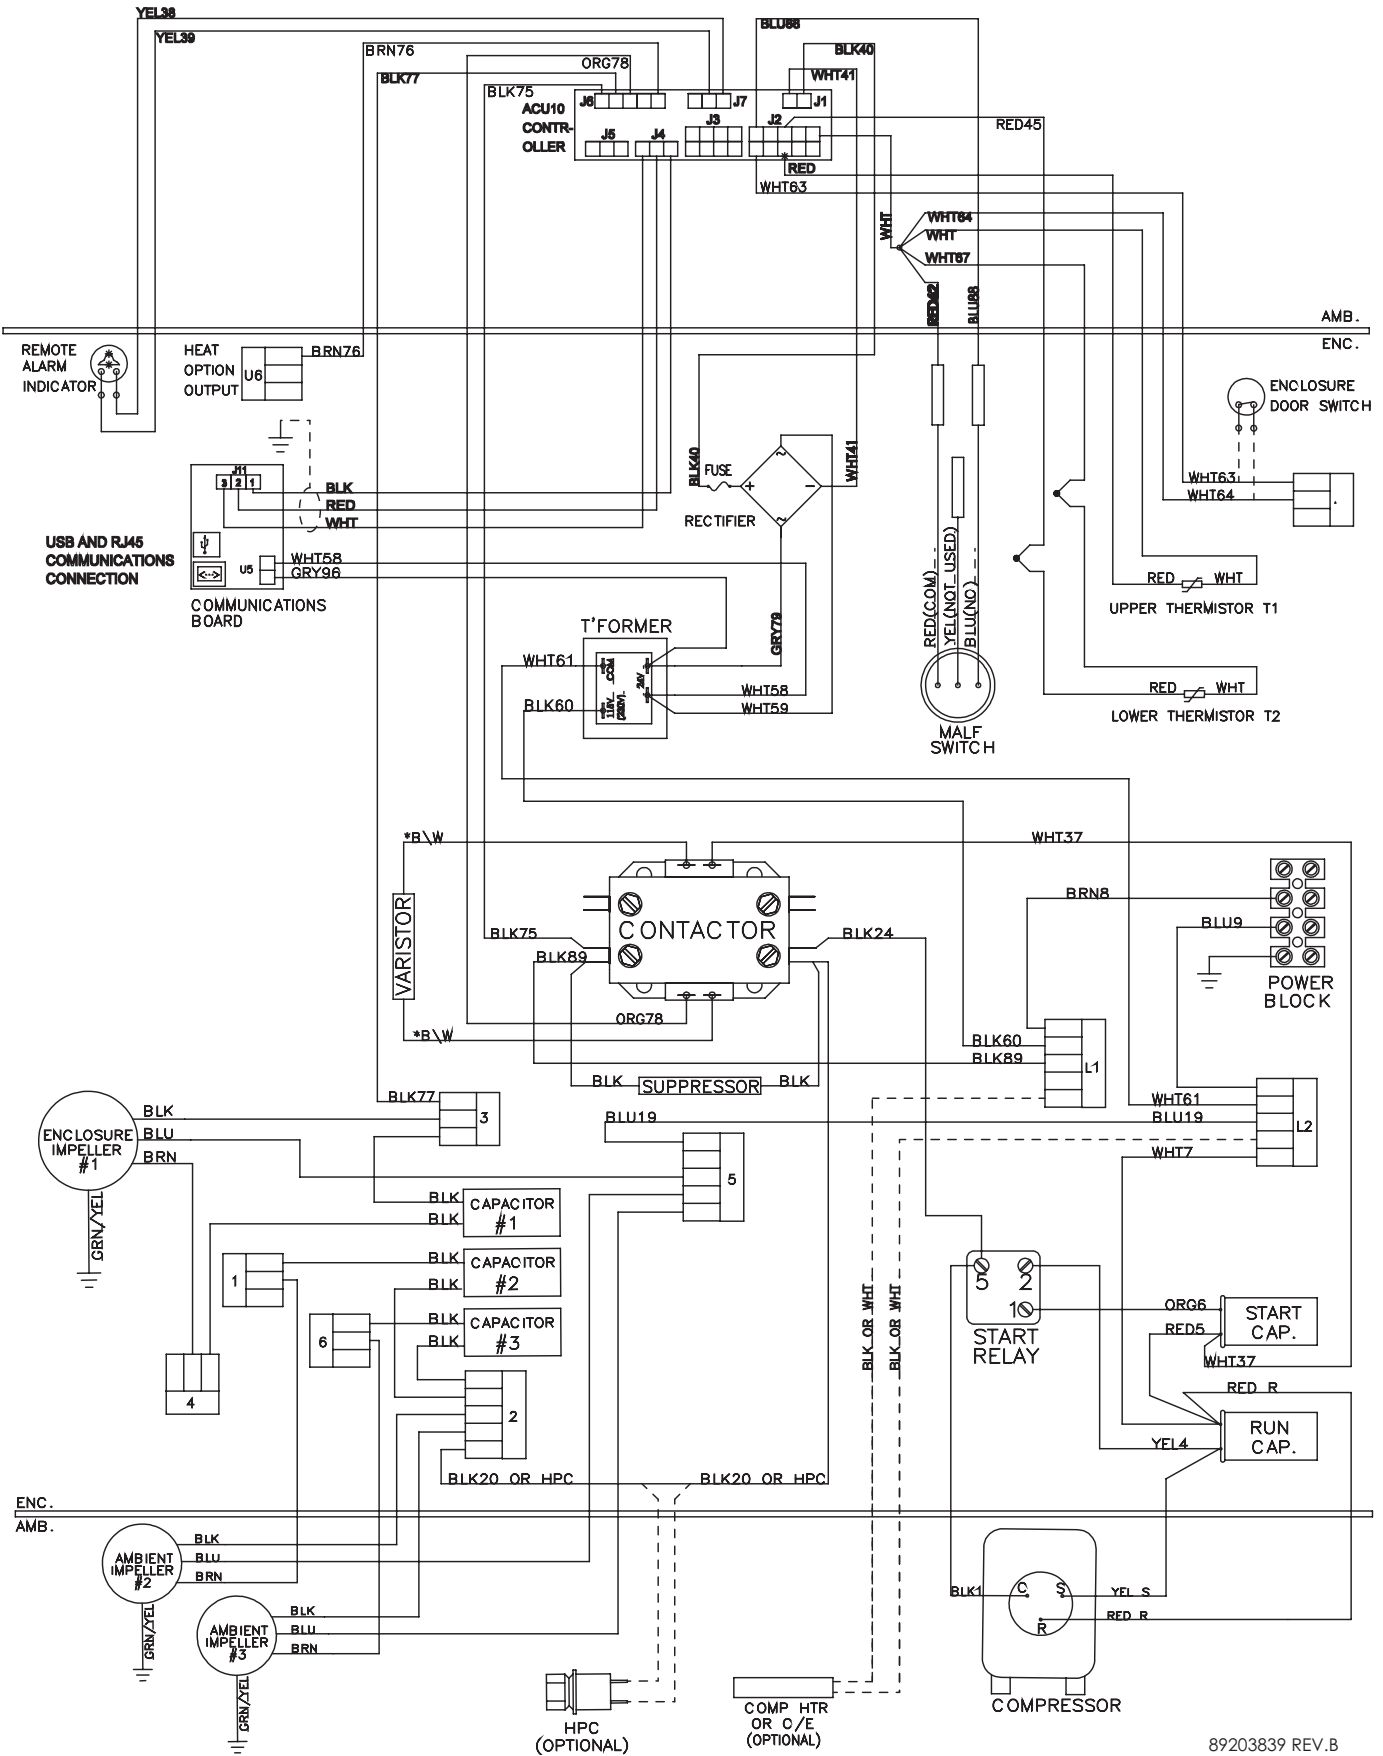 YEL38
BLU68
YEL39
BRN76
BLK40
ORG78
BLK77
WHT41
BLK75
J6
J7
J1
ACU10
CONTR-
OLLER
J5
J4
J3
J2
RED45
RED
WHT63
WHT
WHT64
WHT
WHT67
RED62
BLU68
AMB.
ENC.
REMOTE
ALARM
INDICATOR
HEAT
OPTION
OUTPUT
U6
BRN76
ENCLOSURE
DOOR SWITCH
J11
3 2 1
BLK
RED
WHT
BLK40
FUSE
+
-
RECTIFIER
WHT41
WHT63
WHT64
USB AND RJ45
COMMUNICATIONS
CONNECTION
U5
WHT58
GRY96
COMMUNICATIONS
BOARD
RED(COM)
YEL(NOT USED)
BLU(NO)
RED
WHT
UPPER THERMISTOR T1
T'FORMER
GRY79
WHT61
COM
24V
115V
(230V)
BLK60
WHT58
WHT59
RED
WHT
LOWER THERMISTOR T2
MALF
SWITCH
*B\W
WHT37
VARISTOR
BRN8
BLU9
BLK75
CONTACTOR
BLK24
BLK89
POWER
BLOCK
ORG78
*B\W
BLK60
BLK89
L1
BLK
SUPPRESSOR
BLK
BLK77
3
BLU19
WHT61
BLU19
L2
WHT7
ENCLOSURE
IMPELLER
#1
BLK
BLU
BRN
GRN/YEL
5
BLK
BLK
CAPACITOR
#1
1
BLK
BLK
CAPACITOR
#2
6
BLK
BLK
CAPACITOR
#3
4
2
BLK OR WHT
BLK OR WHT
5
2
1
START
RELAY
ORG6
RED5
START
CAP.
WHT37
RED R
RUN
CAP.
YEL4
BLK20 OR HPC
BLK20 OR HPC
ENC.
AMB.
AMBIENT
IMPELLER
#2
BLK
BLU
BRN
GRN/YEL
AMBIENT
IMPELLER
#3
BLK
BLU
BRN
GRN/YEL
BLK1
C
S
R
YEL S
RED R
COMPRESSOR
HPC
(OPTIONAL)
COMP HTR
OR C/E
(OPTIONAL)
89203839 REV.B